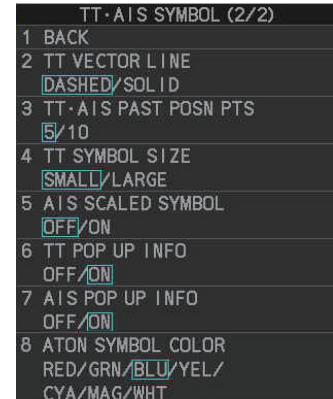 TT·AIS SYMBOL (2/2)
1 BACK
2 TT VECTOR LINE
DASHED/SOLID
3 TT·AIS PAST POSN PTS
5/10
4 TT SYMBOL SIZE
SMALL/LARGE
5 AIS SCALED SYMBOL
OFF/ON
6 TT POP UP INFO
OFF/ON
7 AIS POP UP INFO
OFF/ON
8 ATON SYMBOL COLOR
RED/GRN/BLU/YEL/
CYA/MAG/WHT